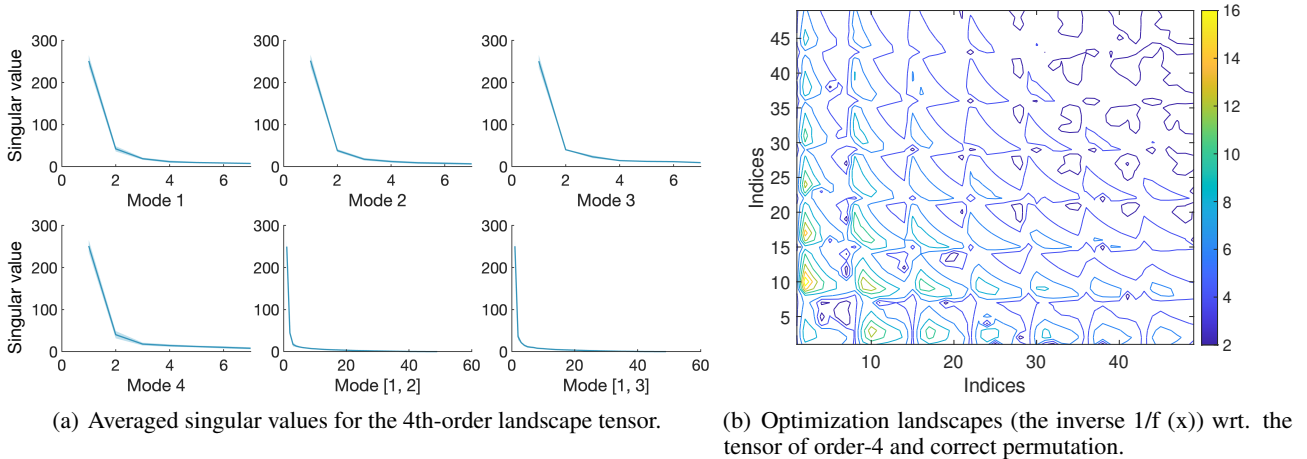 300
200
100
0
Singular value
0 2 4 6
Mode 1
300
200
100
0
0 2 4 6
Mode 2
300
200
100
0
0 2 4 6
Mode 3
300
200
100
0
Singular value
0 2 4 6
Mode 4
300
200
100
0
0 20 40 60
Mode [1, 2]
300
200
100
0
0 20 40 60
Mode [1, 3]
(a) Averaged singular values for the 4th-order landscape tensor.
45
40
35
30
25
20
15
10
5
Indices
10 20 30 40
Indices
16
14
12
10
8
6
4
2
(b) Optimization landscapes (the inverse 1/f (x)) wrt. the
tensor of order-4 and correct permutation.